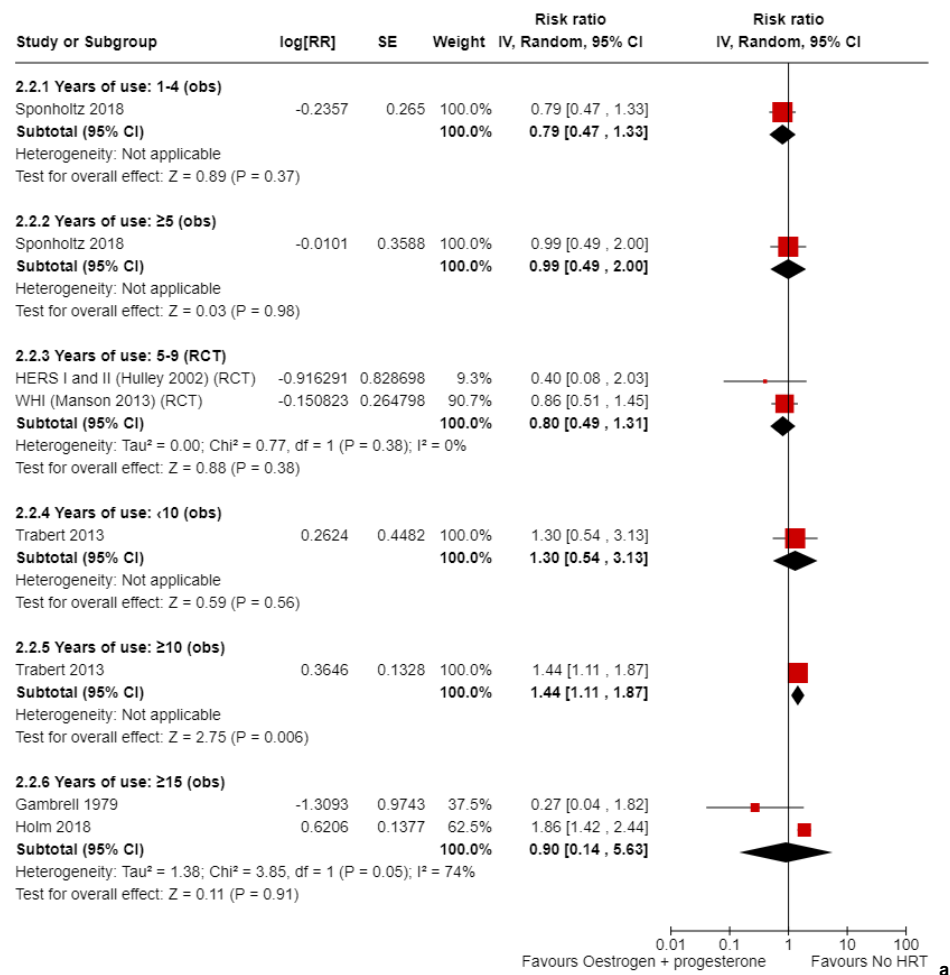 Risk ratio Risk ratio
Study or Subgroup log[RR] SE Weight IV, Random, 95% CI IV, Random, 95% CI
2.2.1 Years of use: 1-4 (obs)
Sponholtz 2018 -0.2357 0.265 100.0% 0.79 [0.47 , 1.33]
Subtotal (95% CI) 100.0% 0.79 [0.47 , 1.33]
Heterogeneity: Not applicable
Test for overall effect: Z = 0.89 (P = 0.37)
2.2.2 Years of use: ≥5 (obs)
Sponholtz 2018 -0.0101 0.3588 100.0% 0.99 [0.49 , 2.00]
Subtotal (95% CI) 100.0% 0.99 [0.49 , 2.00]
Heterogeneity: Not applicable
Test for overall effect: Z = 0.03 (P = 0.98)
2.2.3 Years of use: 5-9 (RCT)
HERS I and II (Hulley 2002) (RCT) -0.916291 0.828698 9.3% 0.40 [0.08 , 2.03]
WHI (Manson 2013) (RCT) -0.150823 0.264798 90.7% 0.86 [0.51 , 1.45]
Subtotal (95% CI) 100.0% 0.80 [0.49 , 1.31]
Heterogeneity: Tau² = 0.00; Chi² = 0.77, df = 1 (P = 0.38); I² = 0%
Test for overall effect: Z = 0.88 (P = 0.38)
2.2.4 Years of use: ‹10 (obs)
Trabert 2013 0.2624 0.4482 100.0% 1.30 [0.54 , 3.13]
Subtotal (95% CI) 100.0% 1.30 [0.54 , 3.13]
Heterogeneity: Not applicable
Test for overall effect: Z = 0.59 (P = 0.56)
2.2.5 Years of use: ≥10 (obs)
Trabert 2013 0.3646 0.1328 100.0% 1.44 [1.11 , 1.87]
Subtotal (95% CI) 100.0% 1.44 [1.11 , 1.87]
Heterogeneity: Not applicable
Test for overall effect: Z = 2.75 (P = 0.006)
2.2.6 Years of use: ≥15 (obs)
Gambrell 1979 -1.3093 0.9743 37.5% 0.27 [0.04 , 1.82]
Holm 2018 0.6206 0.1377 62.5% 1.86 [1.42 , 2.44]
Subtotal (95% CI) 100.0% 0.90 [0.14 , 5.63]
Heterogeneity: Tau² = 1.38; Chi² = 3.85, df = 1 (P = 0.05); I² = 74%
Test for overall effect: Z = 0.11 (P = 0.91)
0.01 0.1 1 10 100
Favours Oestrogen + progesterone Favours No HRT a